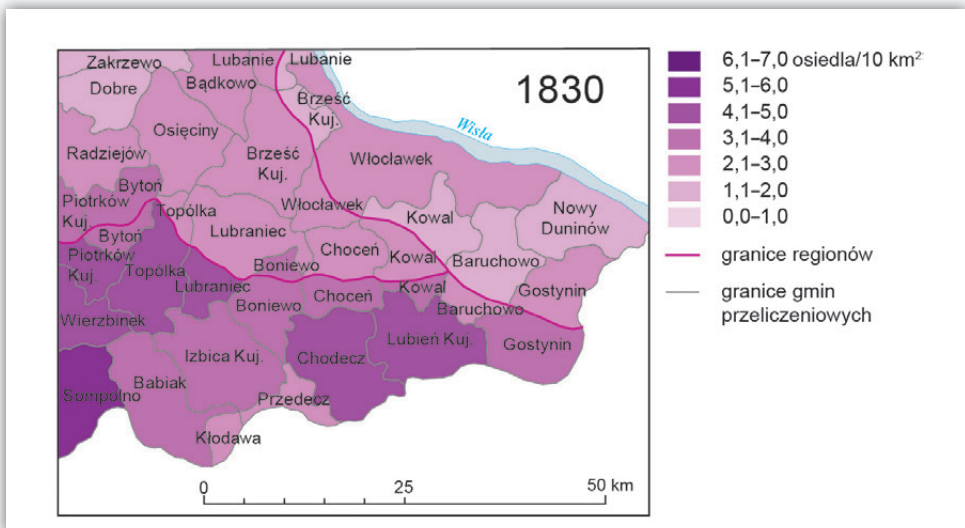 1830
Wisła
Zakrzewo
Lubanie
Lubanie
Dobre
Bądkowo
Brześć
Kuj.
Osięciny
Radziejów
Brześć
Kuj.
Włocławek
Bytoń
Piotrków
Kuj.
Topólka
Włocławek
Kowal
Nowy
Duninów
Lubraniec
Bytoń
Choceń
Piotrków
Kuj.
Topólka
Boniewo
Kowal
Baruchowo
Lubraniec
Gostynin
Boniewo
Choceń
Kowal
Baruchowo
Wierzbinek
Izbica Kuj.
Chodecz
Lubień Kuj.
Gostynin
Babiak
Sompolno
Przedecz
Kłodawa
0
25
50 km
6,1–7,0 osiedla/10 km²
5,1–6,0
4,1–5,0
3,1–4,0
2,1–3,0
1,1–2,0
0,0–1,0
granice regionów
granice gmin
przeliczeniowych